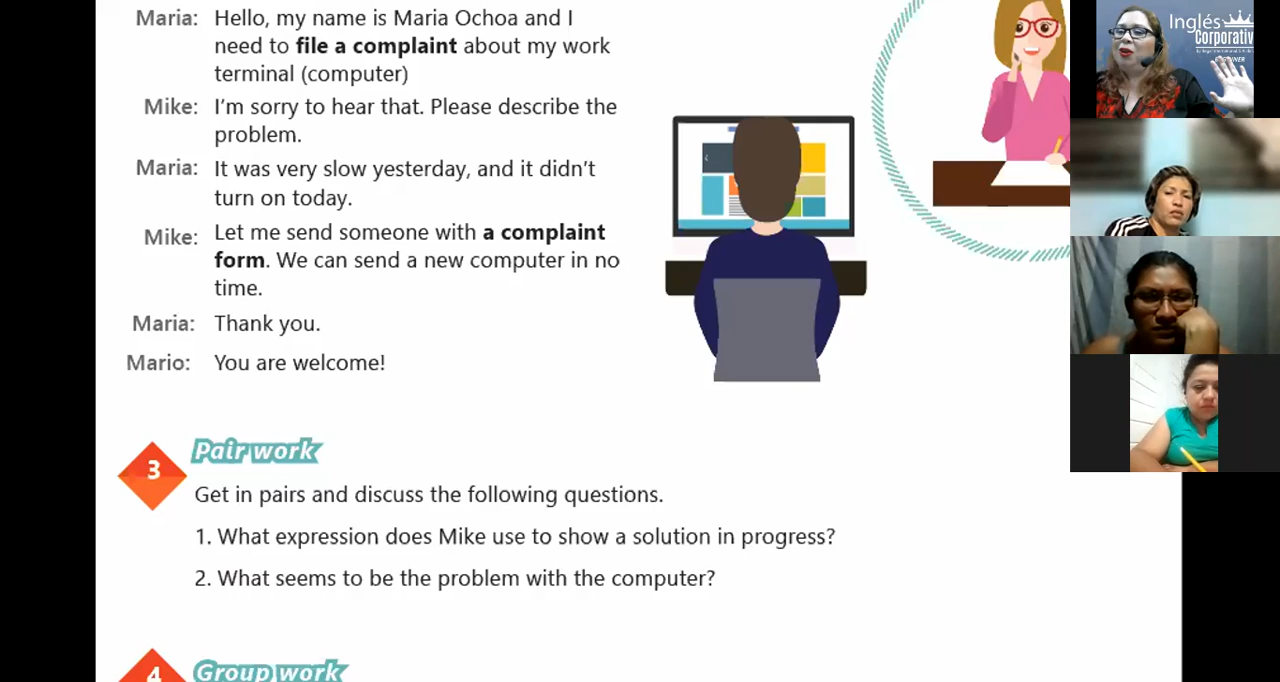 Maria: Hello, my name is Maria Ochoa and I
need to file a complaint about my work
terminal (computer)
Mike: I'm sorry to hear that. Please describe the
problem.
Maria: It was very slow yesterday, and it didn't
turn on today.
Mike: Let me send someone with a complaint
form. We can send a new computer in no
time.
Maria: Thank you.
Mario: You are welcome!
3 Pair work
Get in pairs and discuss the following questions.
1. What expression does Mike use to show a solution in progress?
2. What seems to be the problem with the computer?
4 Group work
Inglés
Corporativ